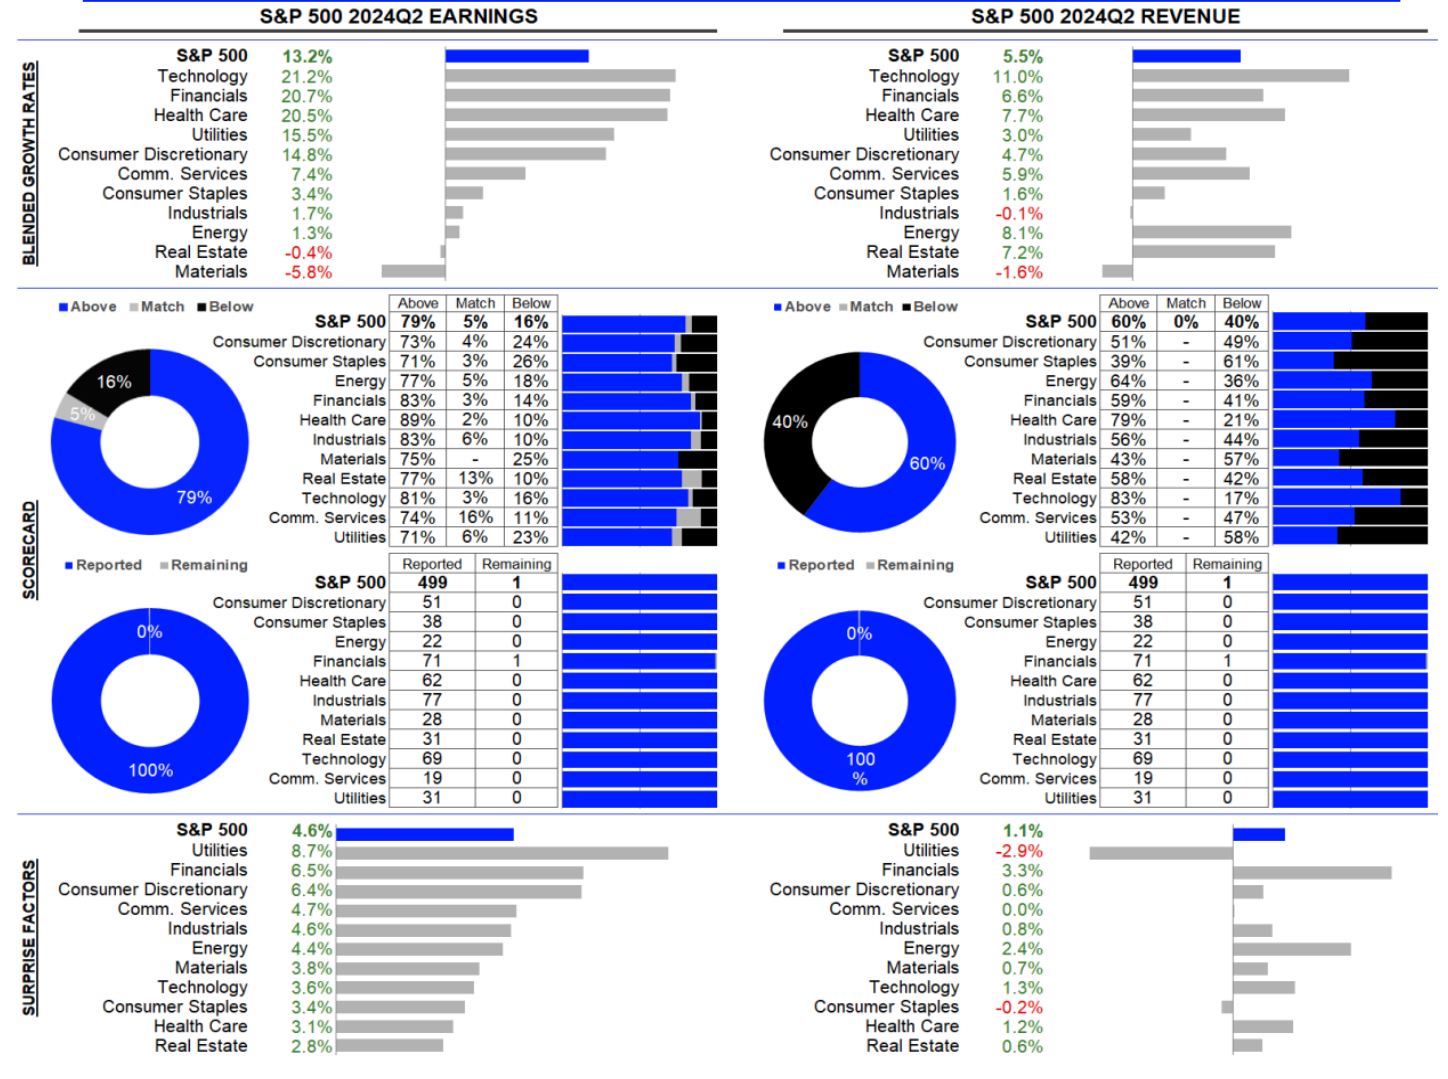 S&P 500 2024Q2 EARNINGS
BLENDED GROWTH RATES
S&P 500 13.2%
Technology 21.2%
Financials 20.7%
Health Care 20.5%
Utilities 15.5%
Consumer Discretionary 14.8%
Comm. Services 7.4%
Consumer Staples 3.4%
Industrials 1.7%
Energy 1.3%
Real Estate -0.4%
Materials -5.8%
S&P 500 2024Q2 REVENUE
S&P 500 5.5%
Technology 11.0%
Financials 6.6%
Health Care 7.7%
Utilities 3.0%
Consumer Discretionary 4.7%
Comm. Services 5.9%
Consumer Staples 1.6%
Industrials -0.1%
Energy 8.1%
Real Estate 7.2%
Materials -1.6%
SCORECARD
Above Match Below
16%
5%
79%
Above Match Below
S&P 500 79% 5% 16%
Consumer Discretionary 73% 4% 24%
Consumer Staples 71% 3% 26%
Energy 77% 5% 18%
Financials 83% 3% 14%
Health Care 89% 2% 10%
Industrials 83% 6% 10%
Materials 75% - 25%
Real Estate 77% 13% 10%
Technology 81% 3% 16%
Comm. Services 74% 16% 11%
Utilities 71% 6% 23%
Above Match Below
40%
60%
Above Match Below
S&P 500 60% 0% 40%
Consumer Discretionary 51% - 49%
Consumer Staples 39% - 61%
Energy 64% - 36%
Financials 59% - 41%
Health Care 79% - 21%
Industrials 56% - 44%
Materials 43% - 57%
Real Estate 58% - 42%
Technology 83% - 17%
Comm. Services 53% - 47%
Utilities 42% - 58%
Reported Remaining
0%
100%
Reported Remaining
S&P 500 499 1
Consumer Discretionary 51 0
Consumer Staples 38 0
Energy 22 0
Financials 71 1
Health Care 62 0
Industrials 77 0
Materials 28 0
Real Estate 31 0
Technology 69 0
Comm. Services 19 0
Utilities 31 0
Reported Remaining
0%
100
%
Reported Remaining
S&P 500 499 1
Consumer Discretionary 51 0
Consumer Staples 38 0
Energy 22 0
Financials 71 1
Health Care 62 0
Industrials 77 0
Materials 28 0
Real Estate 31 0
Technology 69 0
Comm. Services 19 0
Utilities 31 0
SURPRISE FACTORS
S&P 500 4.6%
Utilities 8.7%
Financials 6.5%
Consumer Discretionary 6.4%
Comm. Services 4.7%
Industrials 4.6%
Energy 4.4%
Materials 3.8%
Technology 3.6%
Consumer Staples 3.4%
Health Care 3.1%
Real Estate 2.8%
S&P 500 1.1%
Utilities -2.9%
Financials 3.3%
Consumer Discretionary 0.6%
Comm. Services 0.0%
Industrials 0.8%
Energy 2.4%
Materials 0.7%
Technology 1.3%
Consumer Staples -0.2%
Health Care 1.2%
Real Estate 0.6%